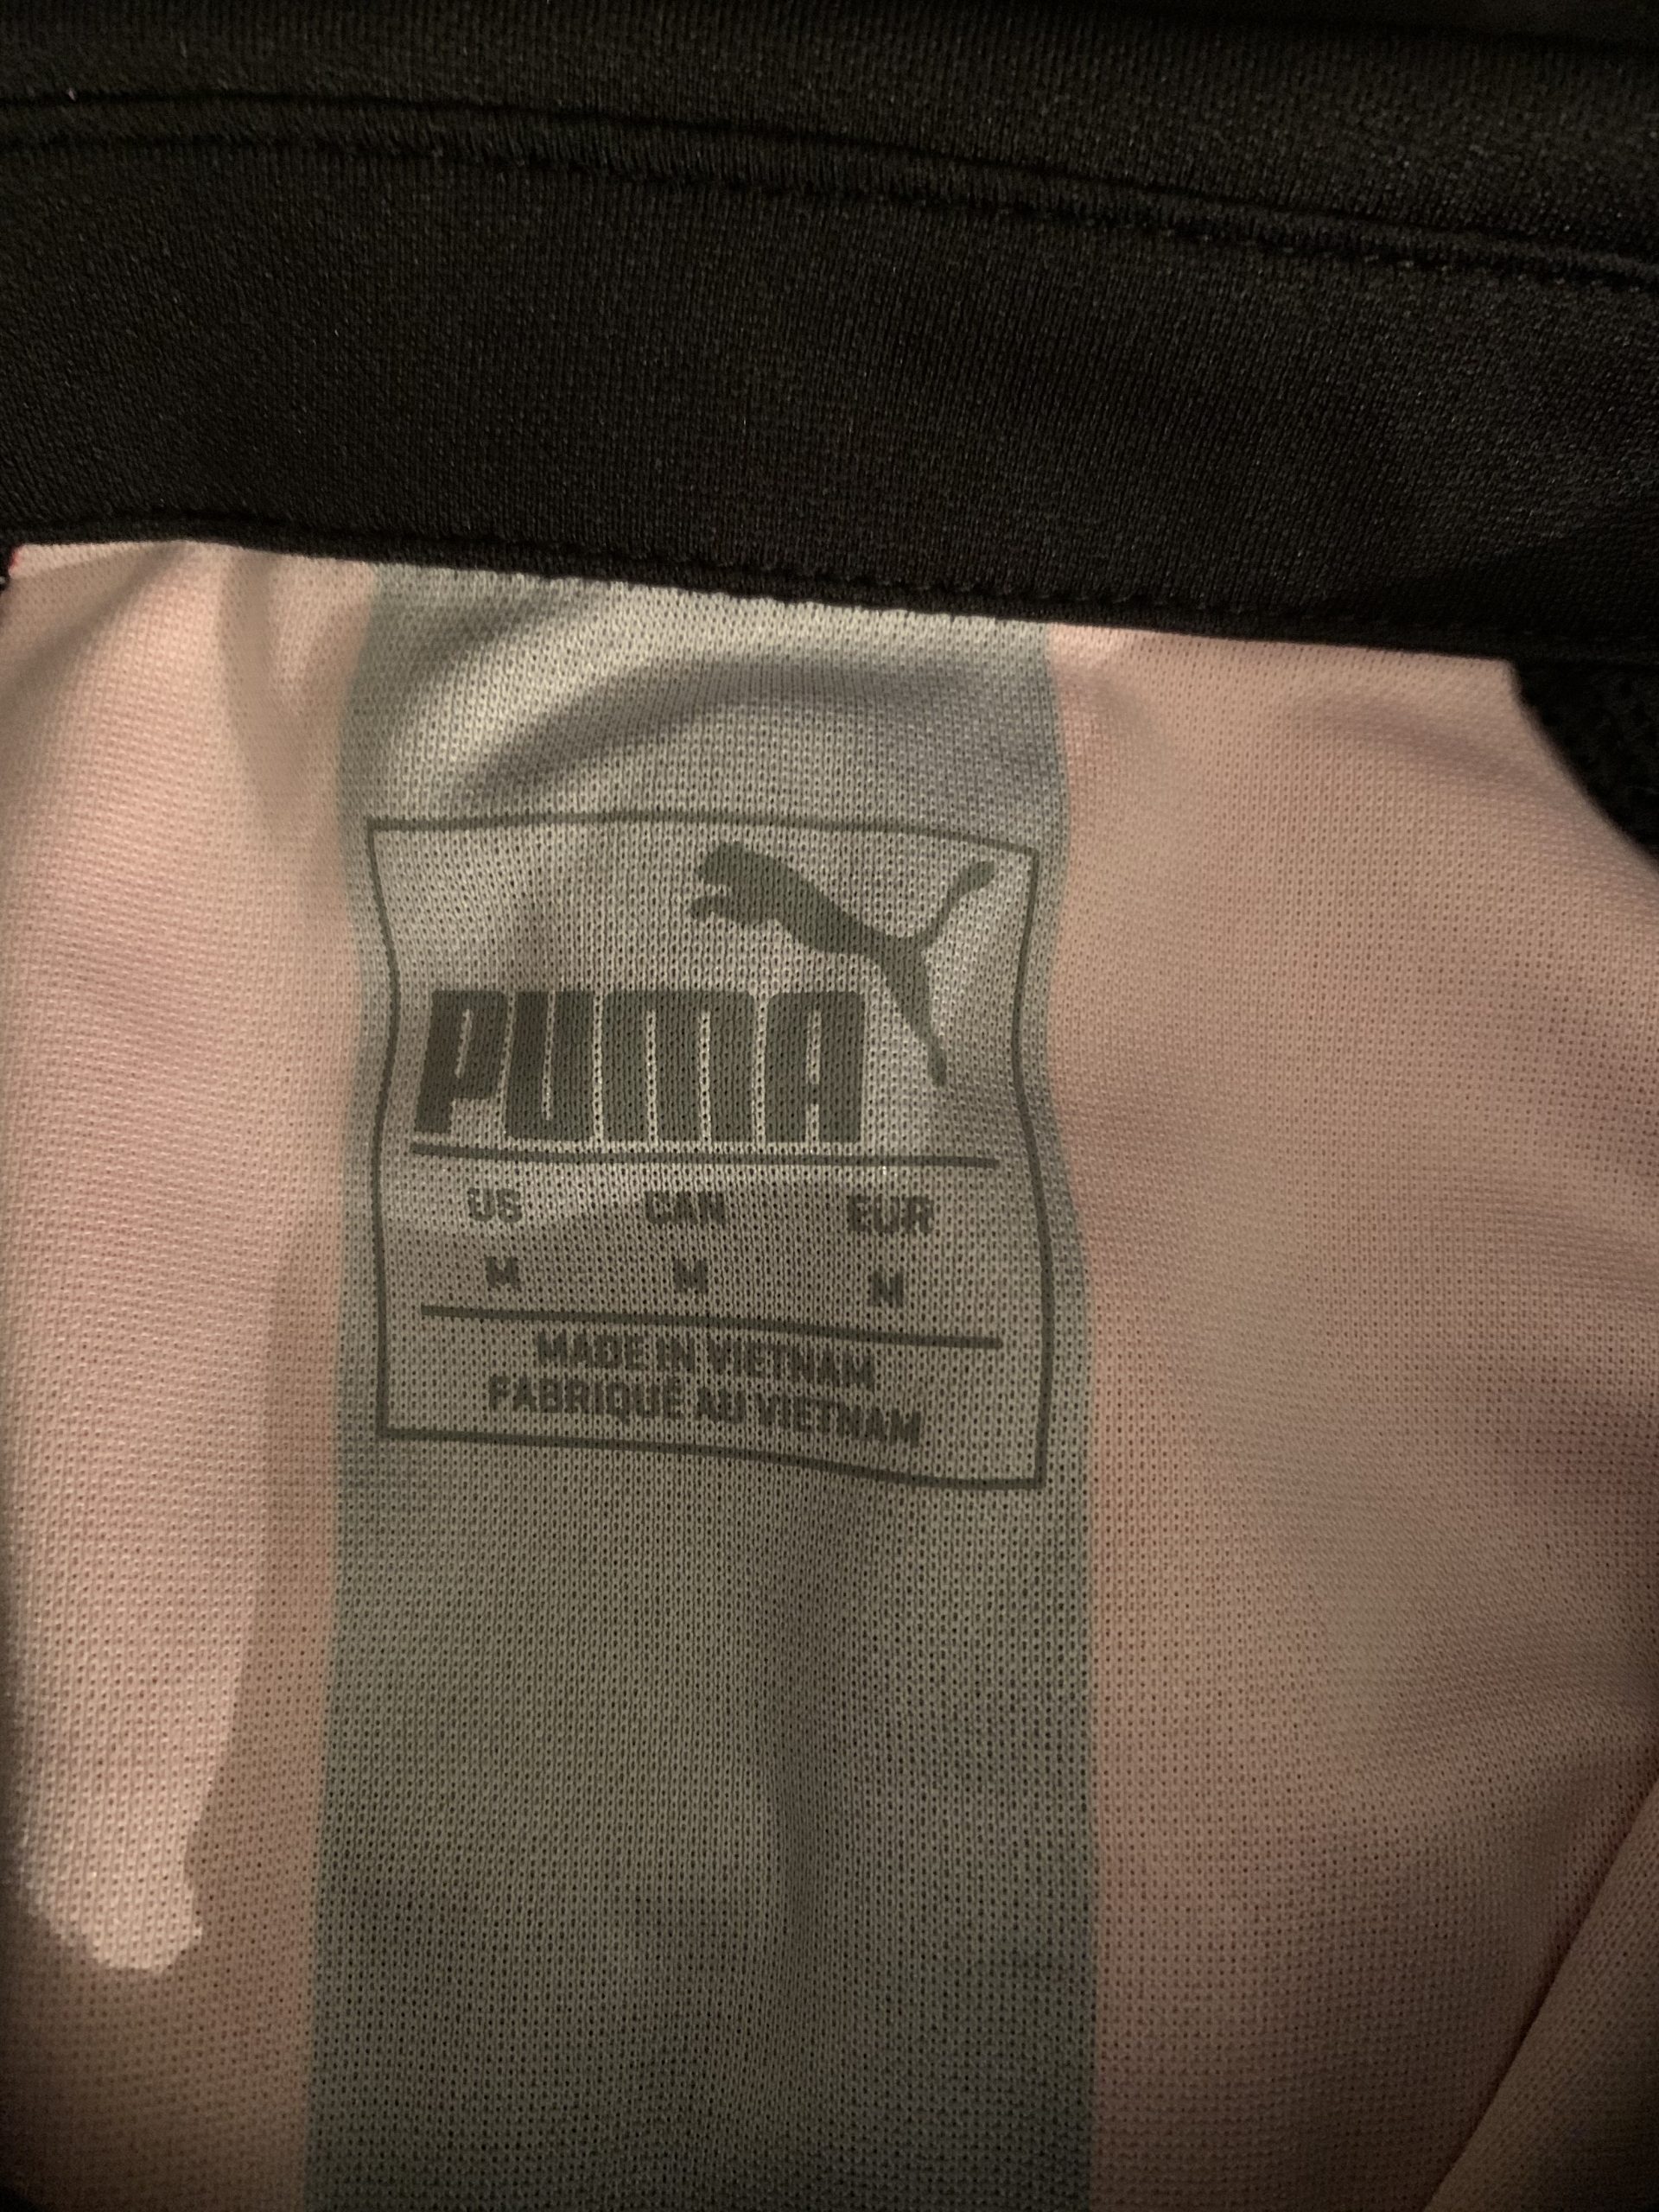 PUMA
US CAN EUR
M M M
MADE IN VIETNAM
FABRIQUÉ AU VIETNAM